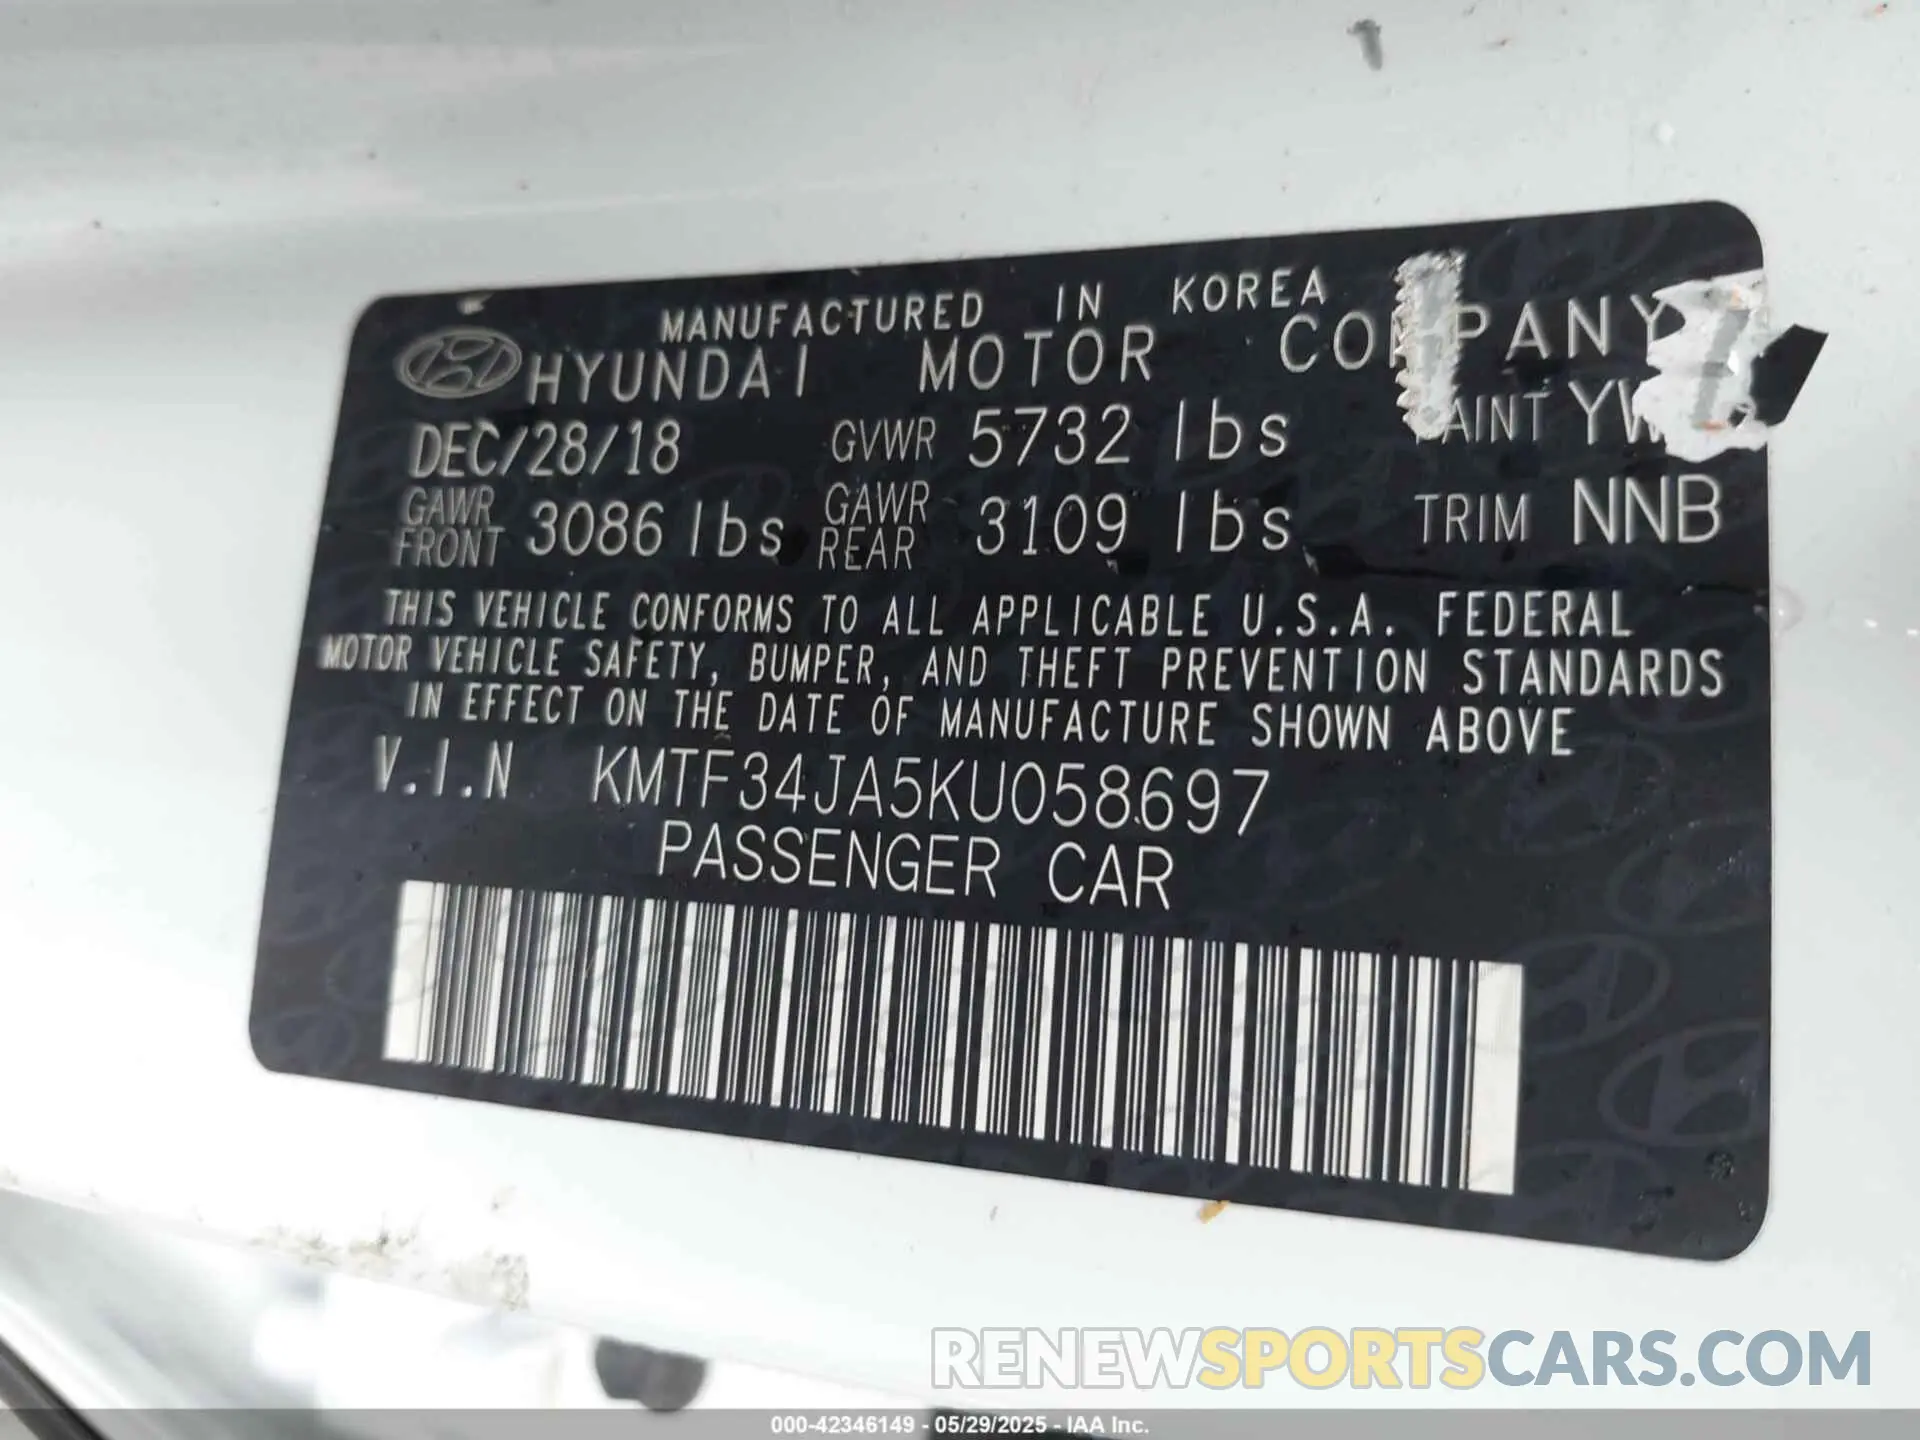 MANUFACTURED IN KOREA
HYUNDAI MOTOR COMPANY
DEC/28/18 GVWR 5732 lbs PAINT
GAWR FRONT 3086 lbs GAWR REAR 3109 lbs TRIM NNB
THIS VEHICLE CONFORMS TO ALL APPLICABLE U.S.A. FEDERAL
MOTOR VEHICLE SAFETY, BUMPER, AND THEFT PREVENTION STANDARDS
IN EFFECT ON THE DATE OF MANUFACTURE SHOWN ABOVE
V.I.N KMTF34JA5KU058697
PASSENGER CAR
RENEWSPORTSCARS.COM
000-42346149 - 05/29/2025 - IAA Inc.